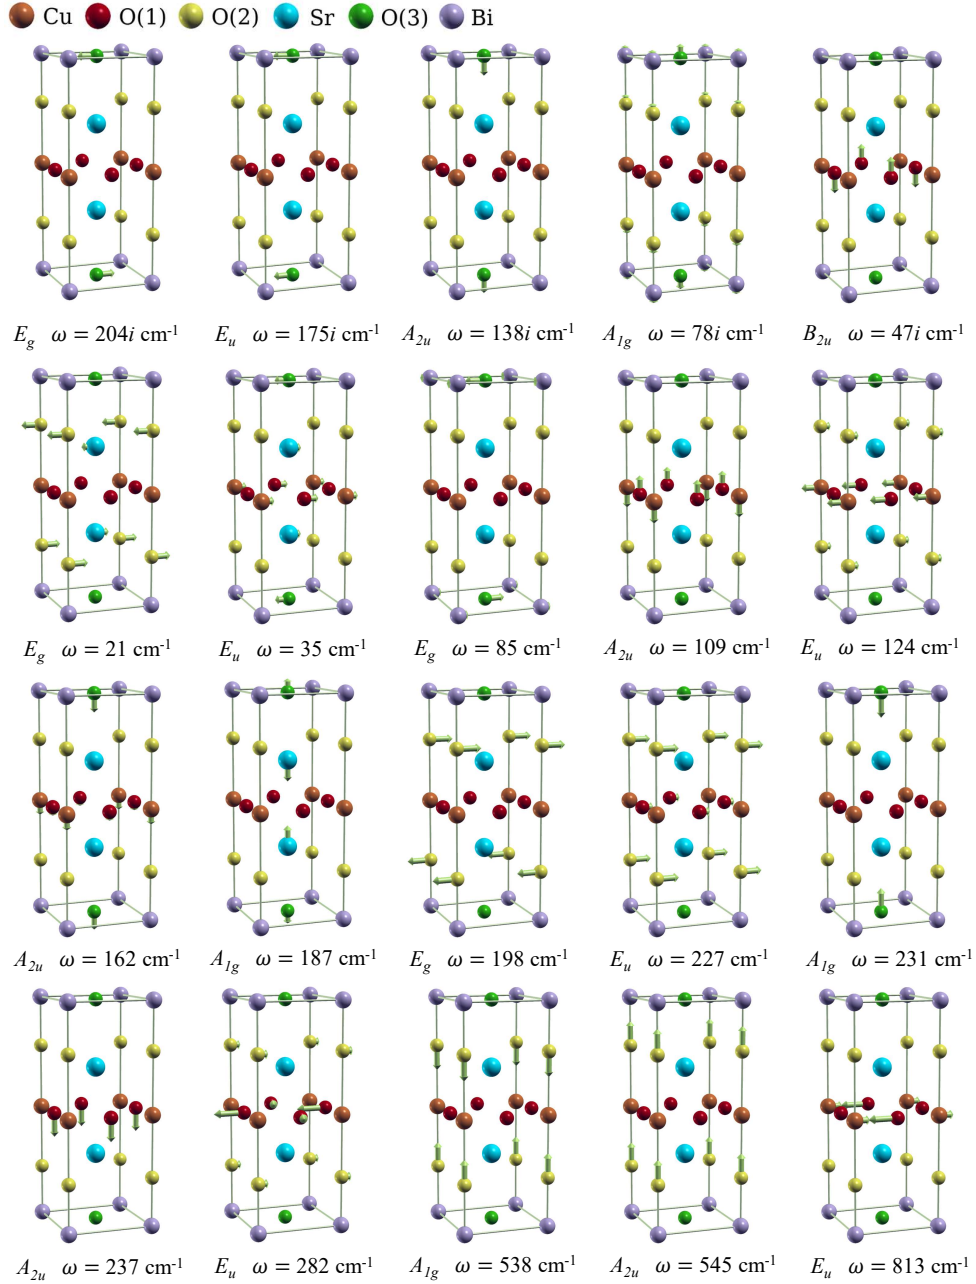 Cu O(1) O(2) Sr O(3) Bi
E_g ω = 204i cm⁻¹ E_u ω = 175i cm⁻¹ A_2u ω = 138i cm⁻¹ A_1g ω = 78i cm⁻¹ B_2u ω = 47i cm⁻¹
E_g ω = 21 cm⁻¹ E_u ω = 35 cm⁻¹ E_g ω = 85 cm⁻¹ A_2u ω = 109 cm⁻¹ E_u ω = 124 cm⁻¹
A_2u ω = 162 cm⁻¹ A_1g ω = 187 cm⁻¹ E_g ω = 198 cm⁻¹ E_u ω = 227 cm⁻¹ A_1g ω = 231 cm⁻¹
A_2u ω = 237 cm⁻¹ E_u ω = 282 cm⁻¹ A_1g ω = 538 cm⁻¹ A_2u ω = 545 cm⁻¹ E_u ω = 813 cm⁻¹